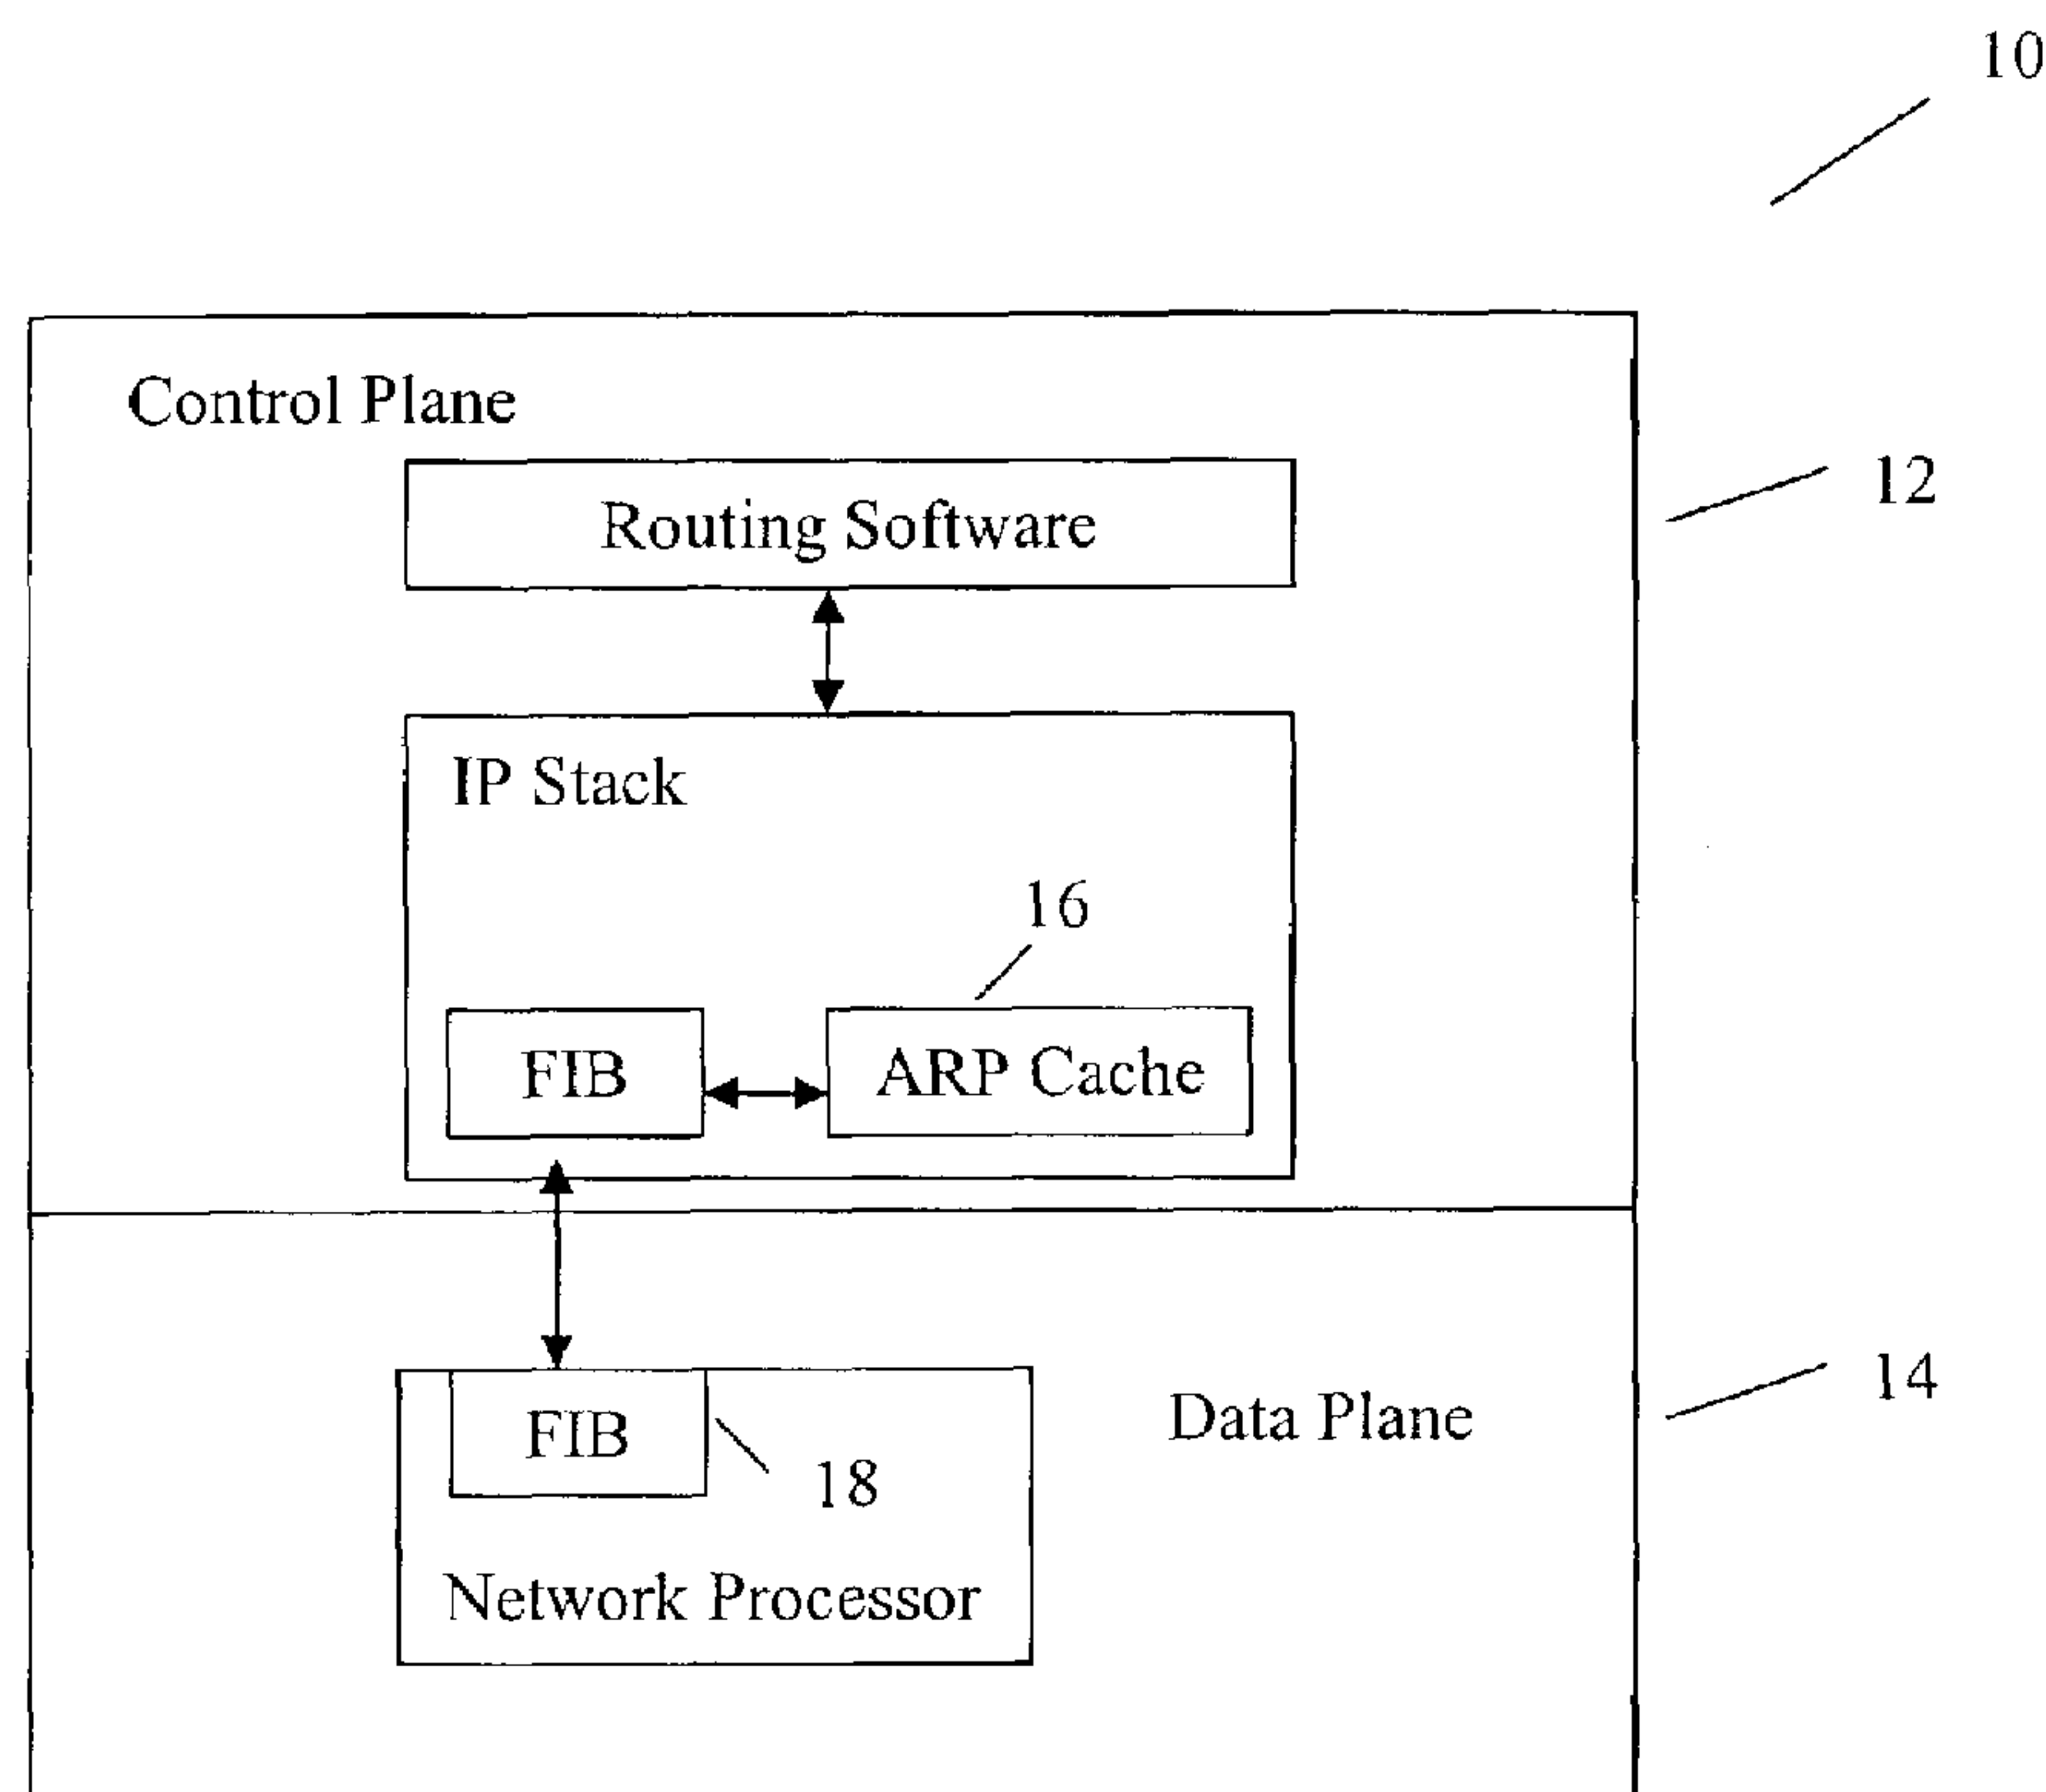 10
Control Plane
Routing Software
12
IP Stack
16
FIB
ARP Cache
FIB
18
Data Plane
14
Network Processor